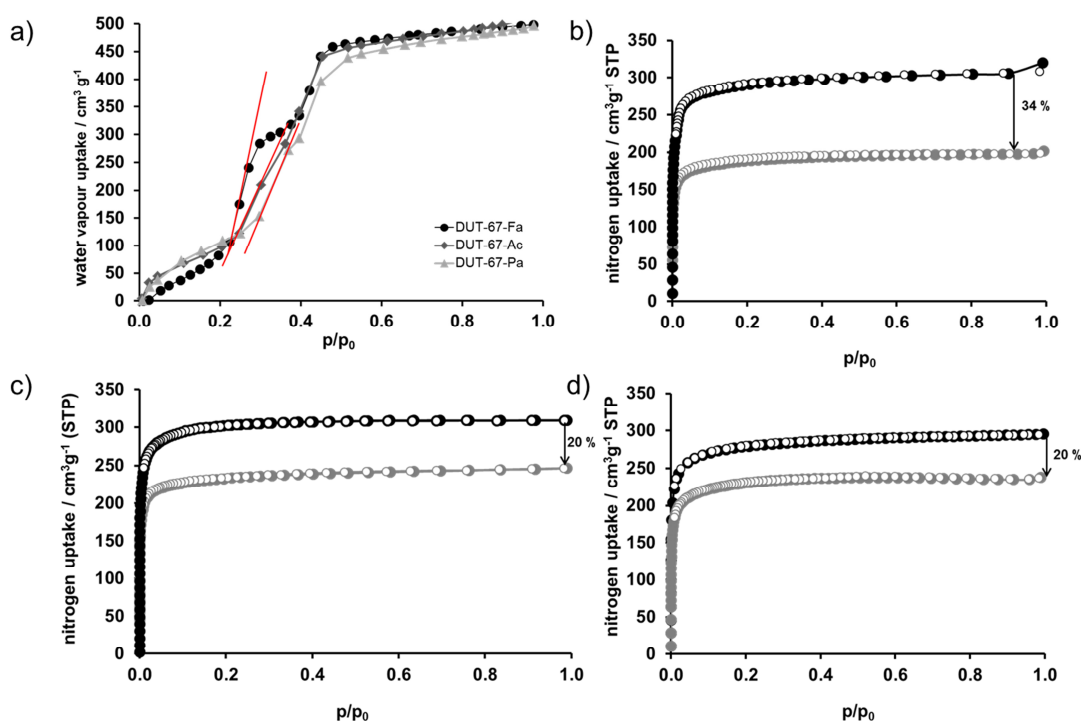 a)
water vapour uptake / cm³ g⁻¹
500
450
400
350
300
250
200
150
100
50
0
0.0 0.2 0.4 0.6 0.8 1.0
p/p₀
DUT-67-Fa
DUT-67-Ac
DUT-67-Pa
b)
nitrogen uptake / cm³g⁻¹ STP
350
300
250
200
150
100
50
0
0.0 0.2 0.4 0.6 0.8 1.0
p/p₀
34 %
c)
nitrogen uptake / cm³g⁻¹ (STP)
350
300
250
200
150
100
50
0
0.0 0.2 0.4 0.6 0.8 1.0
p/p₀
20 %
d)
nitrogen uptake / cm³g⁻¹ STP
350
300
250
200
150
100
50
0
0.0 0.2 0.4 0.6 0.8 1.0
p/p₀
20 %